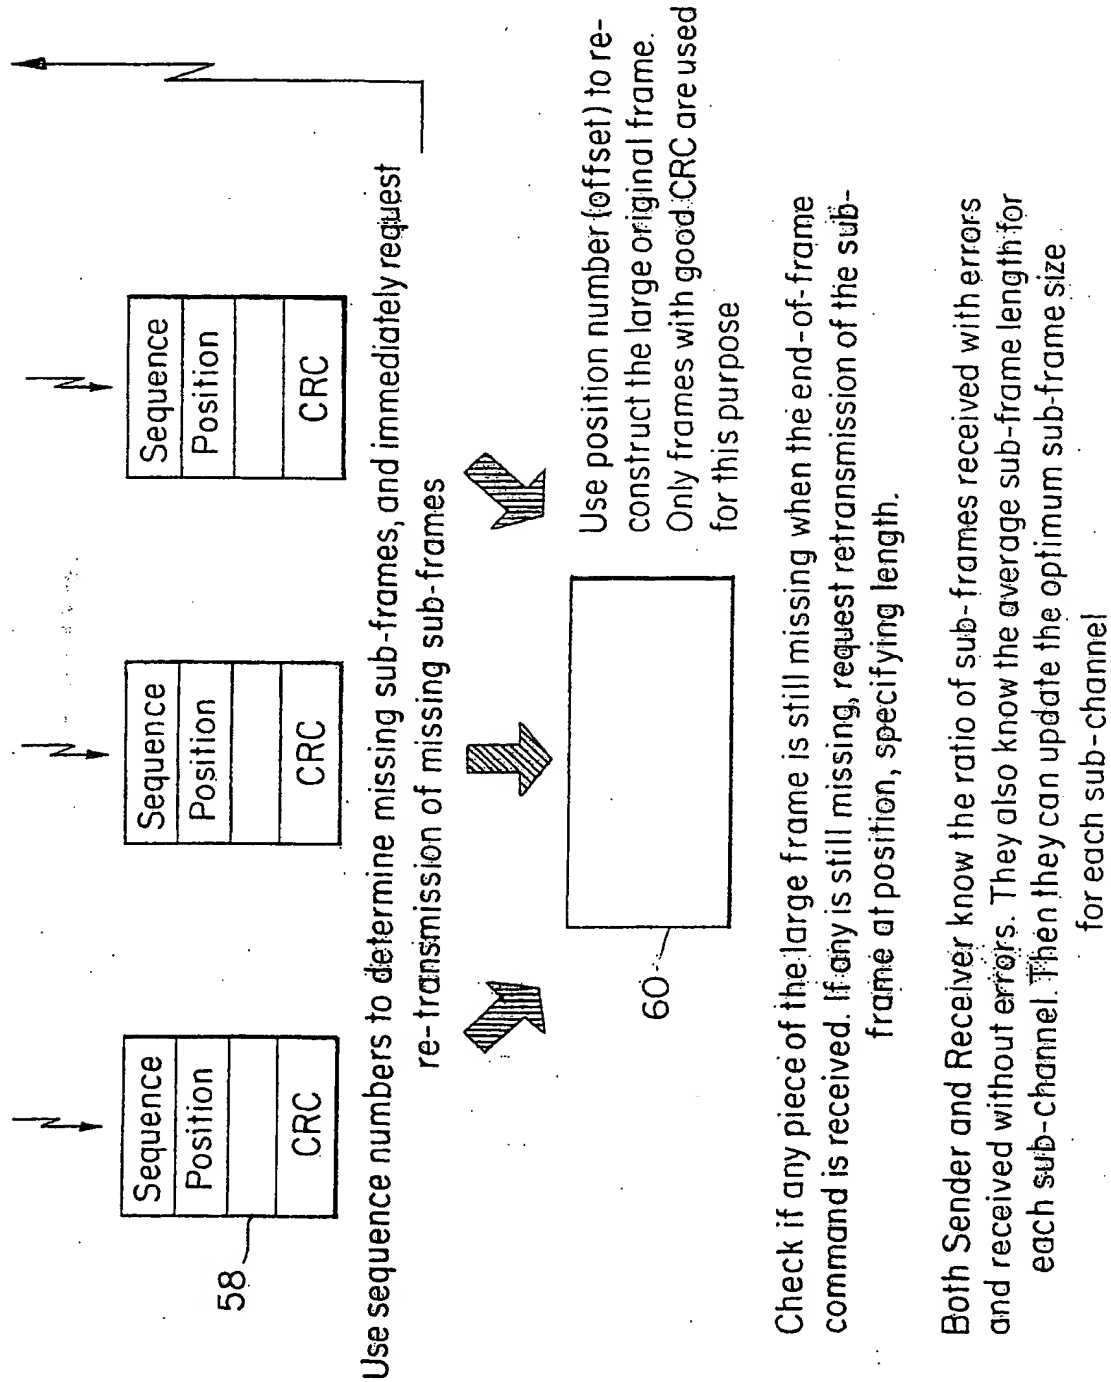 Sequence
Position
CRC
58
Sequence
Position
CRC
Sequence
Position
CRC
Use sequence numbers to determine missing sub-frames, and immediately request
re-transmission of missing sub-frames
60
Use position number (offset) to re-
construct the large original frame.
Only frames with good CRC are used
for this purpose
Check if any piece of the large frame is still missing when the end-of-frame
command is received. If any is still missing, request retransmission of the sub-
frame at position, specifying length.
Both Sender and Receiver know the ratio of sub-frames received with errors
and received without errors. They also know the average sub-frame length for
each sub-channel. Then they can update the optimum sub-frame size
for each sub-channel